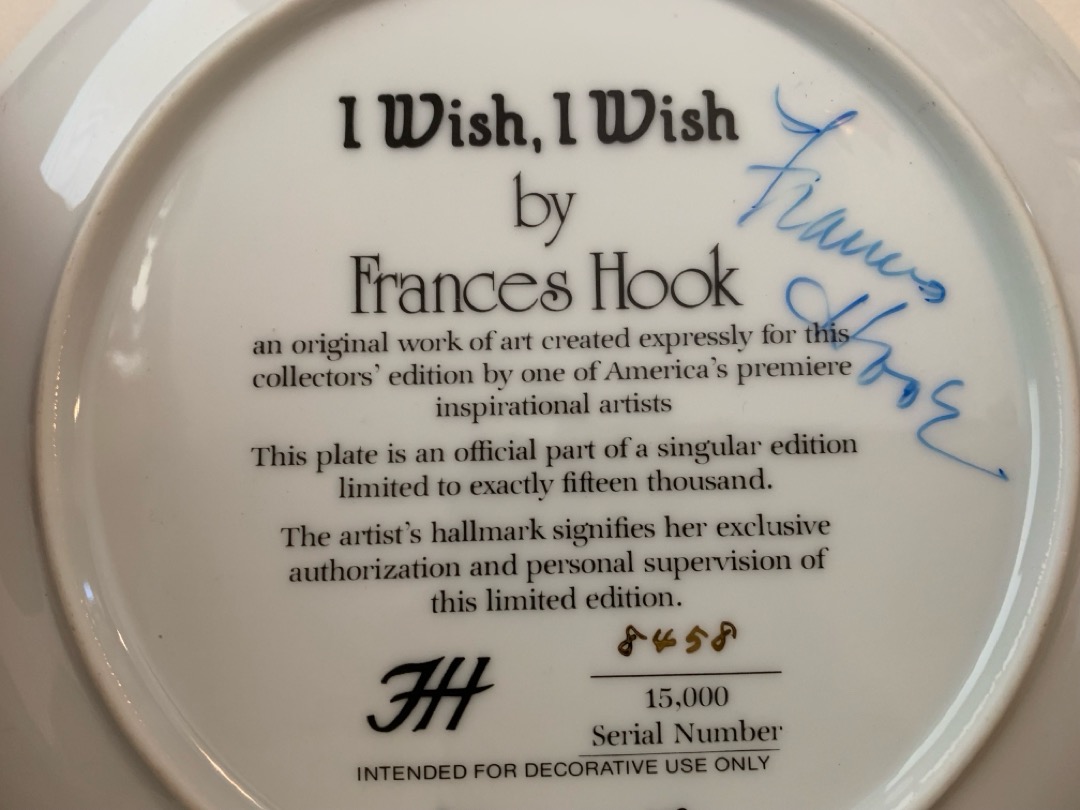 I Wish, I Wish
by
Frances Hook
Frances
Hook
an original work of art created expressly for this
collectors' edition by one of America's premiere
inspirational artists
This plate is an official part of a singular edition
limited to exactly fifteen thousand.
The artist's hallmark signifies her exclusive
authorization and personal supervision of
this limited edition.
FH
8458
15,000
Serial Number
INTENDED FOR DECORATIVE USE ONLY